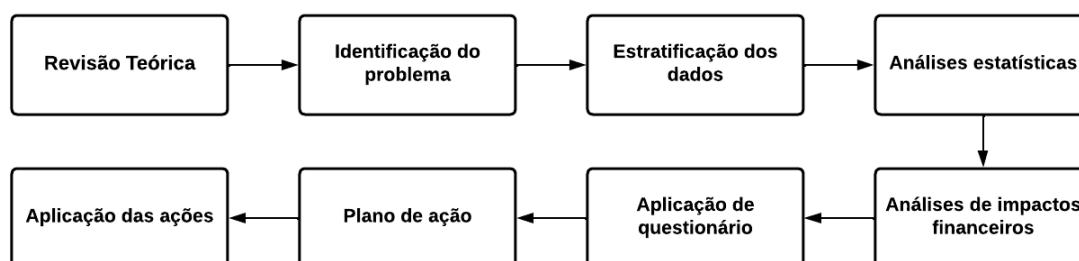 Revisão Teórica
Identificação do
problema
Estratificação dos
dados
Análises estatísticas
Análises de impactos
financeiros
Aplicação de
questionário
Plano de ação
Aplicação das ações